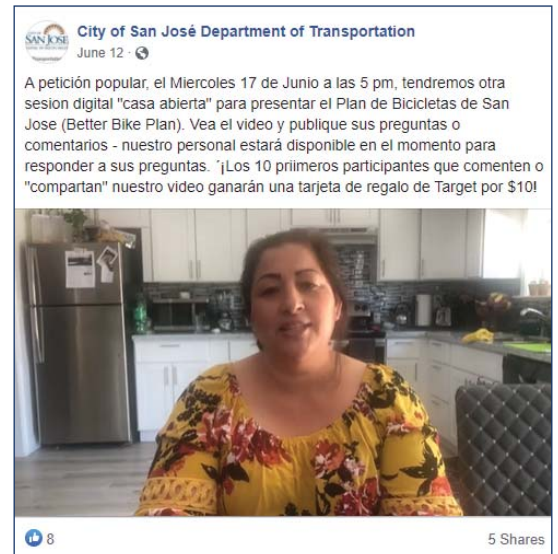 City of San José Department of Transportation
June 12 ·
A petición popular, el Miercoles 17 de Junio a las 5 pm, tendremos otra
sesion digital "casa abierta" para presentar el Plan de Bicicletas de San
Jose (Better Bike Plan). Vea el video y publique sus preguntas o
comentarios - nuestro personal estará disponible en el momento para
responder a sus preguntas. ´¡Los 10 priimeros participantes que comenten o
"compartan" nuestro video ganarán una tarjeta de regalo de Target por $10!
8
5 Shares
SAN JOSE